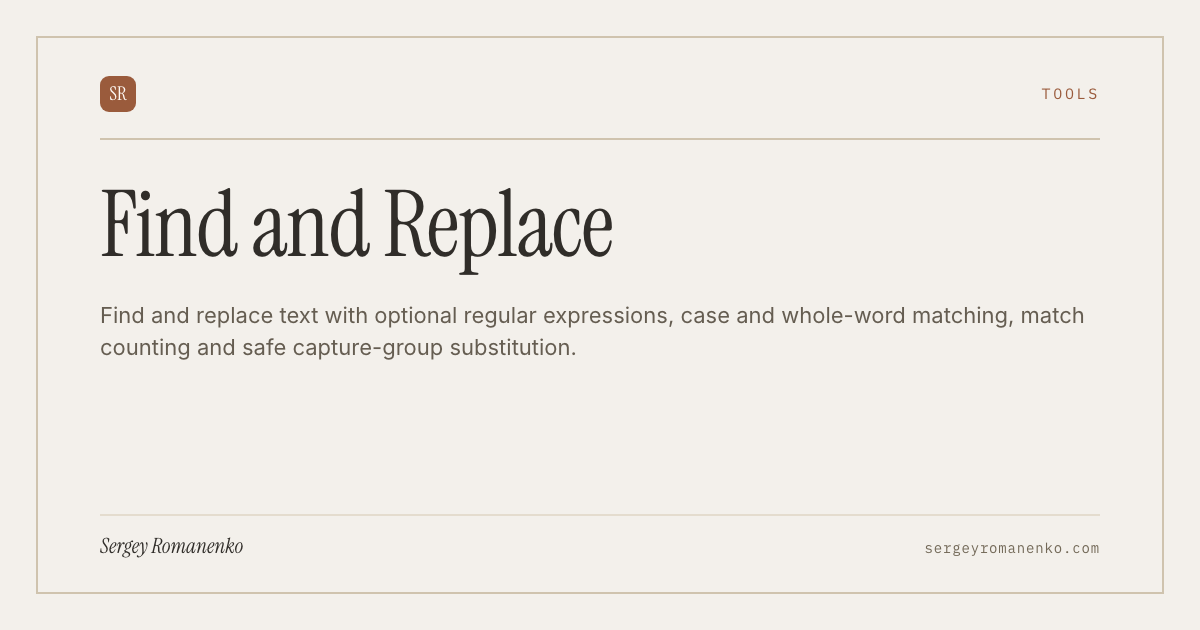 SR
TOOLS
Find and Replace
Find and replace text with optional regular expressions, case and whole-word matching, match
counting and safe capture-group substitution.
Sergey Romanenko
sergeyromanenko.com